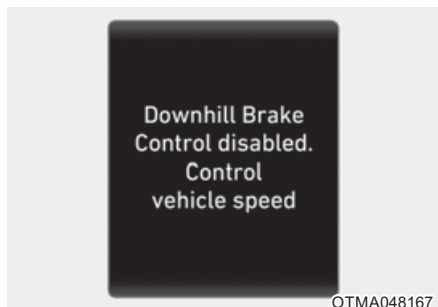 Downhill Brake
Control disabled.
Control
vehicle speed
OTMA048167